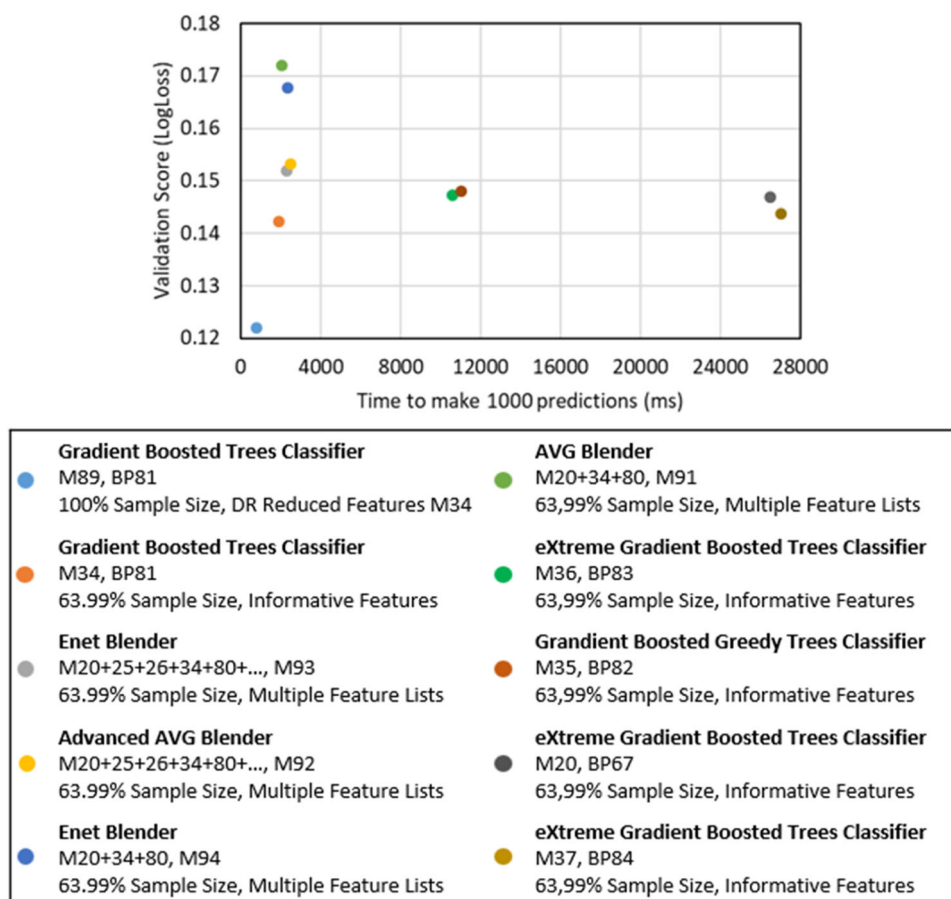 0.18
0.17
0.16
0.15
0.14
0.13
0.12
Validation Score (LogLoss)
0 4000 8000 12000 16000 20000 24000 28000
Time to make 1000 predictions (ms)
Gradient Boosted Trees Classifier
M89, BP81
100% Sample Size, DR Reduced Features M34
Gradient Boosted Trees Classifier
M34, BP81
63.99% Sample Size, Informative Features
Enet Blender
M20+25+26+34+80+..., M93
63.99% Sample Size, Multiple Feature Lists
Advanced AVG Blender
M20+25+26+34+80+..., M92
63.99% Sample Size, Multiple Feature Lists
Enet Blender
M20+34+80, M94
63.99% Sample Size, Multiple Feature Lists
AVG Blender
M20+34+80, M91
63,99% Sample Size, Multiple Feature Lists
eXtreme Gradient Boosted Trees Classifier
M36, BP83
63,99% Sample Size, Informative Features
Grandient Boosted Greedy Trees Classifier
M35, BP82
63,99% Sample Size, Informative Features
eXtreme Gradient Boosted Trees Classifier
M20, BP67
63,99% Sample Size, Informative Features
eXtreme Gradient Boosted Trees Classifier
M37, BP84
63,99% Sample Size, Informative Features